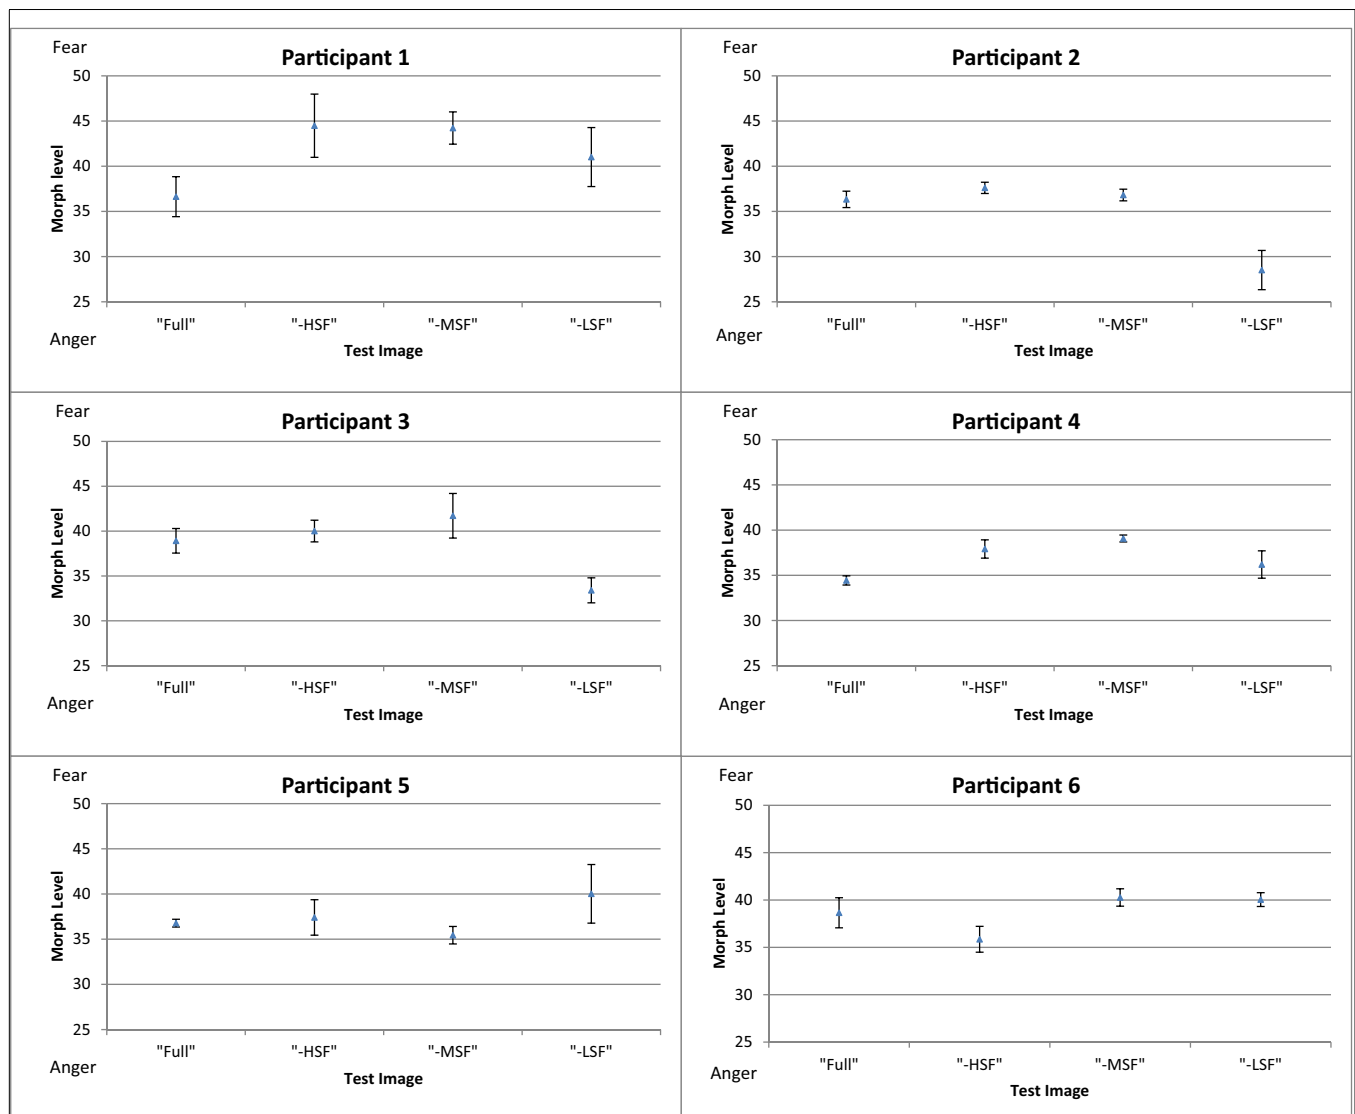 Fear
Participant 1
50
45
40
35
30
25
Morph level
"Full" "-HSF" "-MSF" "-LSF"
Anger
Test Image
Fear
Participant 2
50
45
40
35
30
25
Morph Level
"Full" "-HSF" "-MSF" "-LSF"
Anger
Test Image
Fear
Participant 3
50
45
40
35
30
25
Morph Level
"Full" "-HSF" "-MSF" "-LSF"
Anger
Test Image
Fear
Participant 4
50
45
40
35
30
25
Morph Level
"Full" "-HSF" "-MSF" "-LSF"
Anger
Test Image
Fear
Participant 5
50
45
40
35
30
25
Morph Level
"Full" "-HSF" "-MSF" "-LSF"
Anger
Test Image
Fear
Participant 6
50
45
40
35
30
25
Morph Level
"Full" "-HSF" "-MSF" "-LSF"
Anger
Test Image